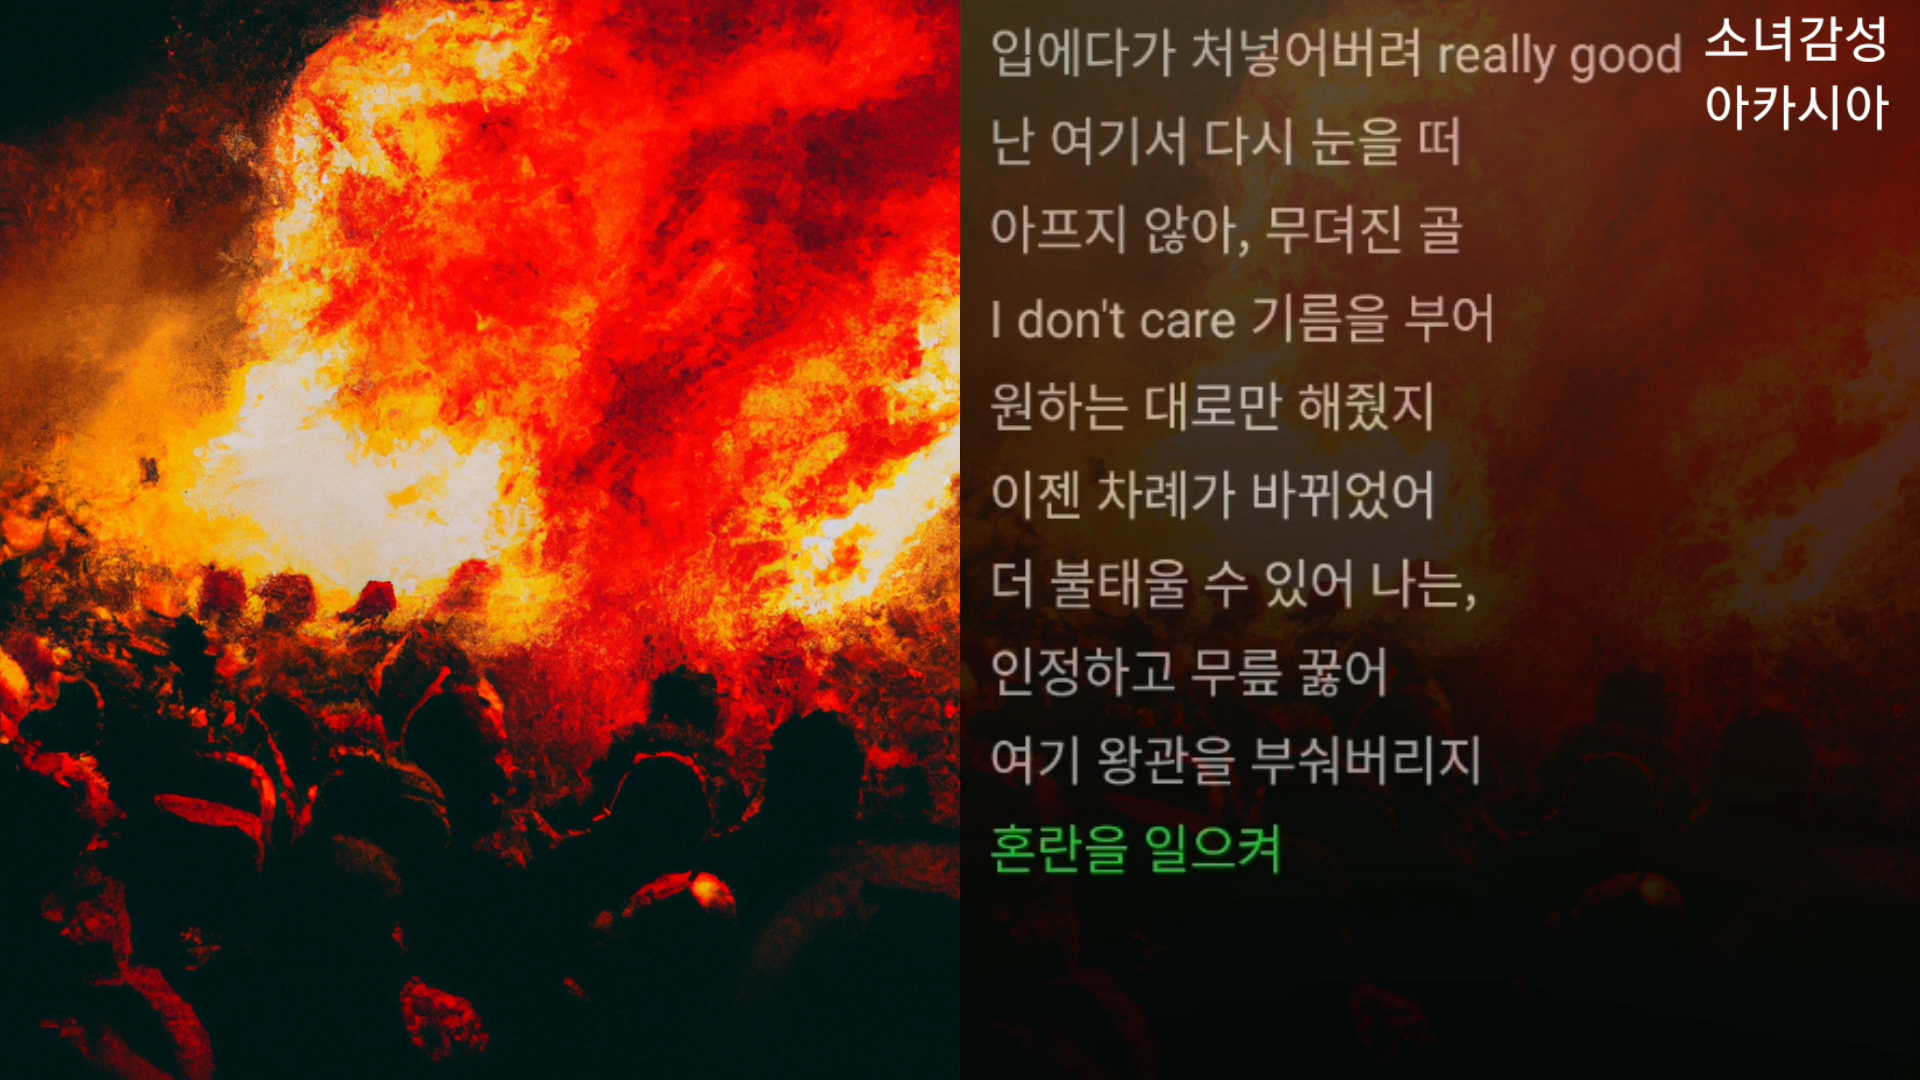 입에다가 처넣어버려 really good
난 여기서 다시 눈을 떠
아프지 않아, 무뎌진 골
I don't care 기름을 부어
원하는 대로만 해줬지
이젠 차례가 바뀌었어
더 불태울 수 있어 나는,
인정하고 무릎 꿇어
여기 왕관을 부숴버리지
혼란을 일으켜
소녀감성
아카시아